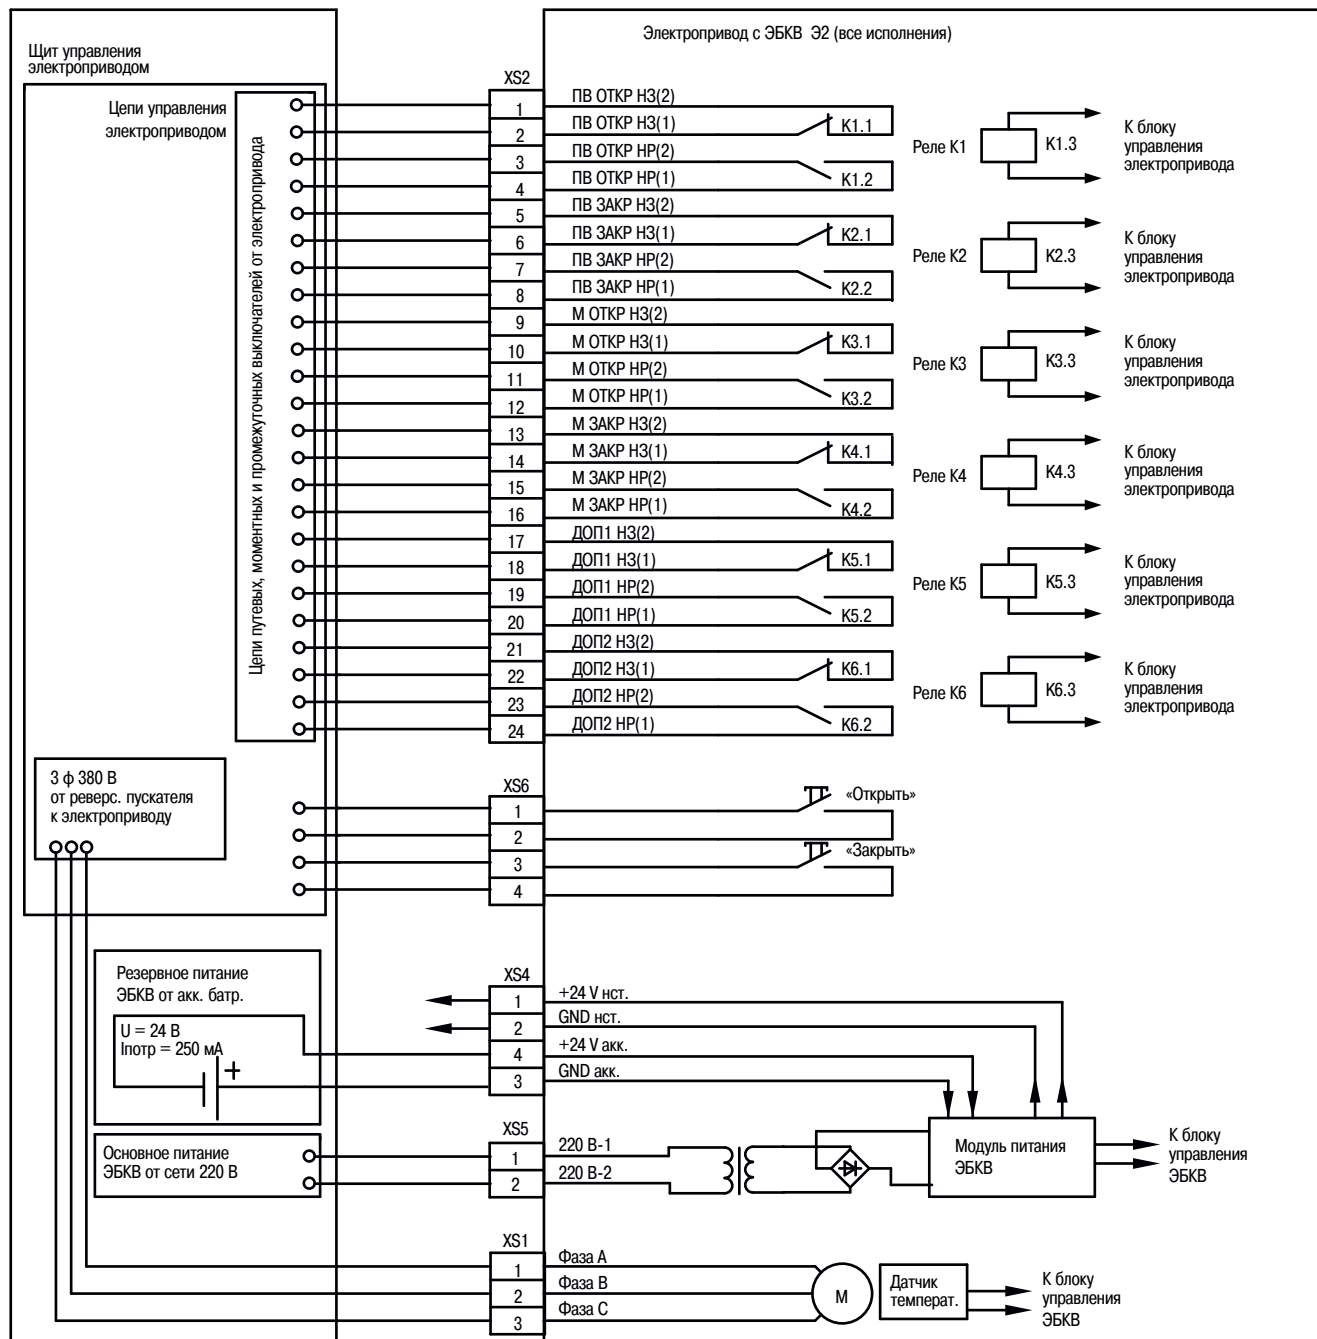 Электропривод с ЭБКВ Э2 (все исполнения)
Щит управления
электроприводом
Цепи управления
электроприводом
Цепи путевых, моментных и промежуточных выключателей от электропривода
XS2
1 ПВ ОТКР НЗ(2)
2 ПВ ОТКР НЗ(1) K1.1
3 ПВ ОТКР НР(2)
4 ПВ ОТКР НР(1) K1.2
5 ПВ ЗАКР НЗ(2)
6 ПВ ЗАКР НЗ(1) K2.1
7 ПВ ЗАКР НР(2)
8 ПВ ЗАКР НР(1) K2.2
9 М ОТКР НЗ(2)
10 М ОТКР НЗ(1) K3.1
11 М ОТКР НР(2)
12 М ОТКР НР(1) K3.2
13 М ЗАКР НЗ(2)
14 М ЗАКР НЗ(1) K4.1
15 М ЗАКР НР(2)
16 М ЗАКР НР(1) K4.2
17 ДОП1 НЗ(2)
18 ДОП1 НЗ(1) K5.1
19 ДОП1 НР(2)
20 ДОП1 НР(1) K5.2
21 ДОП2 НЗ(2)
22 ДОП2 НЗ(1) K6.1
23 ДОП2 НР(2)
24 ДОП2 НР(1) K6.2
Реле К1 K1.3
К блоку
управления
электропривода
Реле К2 K2.3
К блоку
управления
электропривода
Реле К3 K3.3
К блоку
управления
электропривода
Реле К4 K4.3
К блоку
управления
электропривода
Реле К5 K5.3
К блоку
управления
электропривода
Реле К6 K6.3
К блоку
управления
электропривода
3 ф 380 В
от реверс. пускателя
к электроприводу
XS6
1 «Открыть»
2
3 «Закрыть»
4
Резервное питание
ЭБКВ от акк. батр.
U = 24 В
Iпотр = 250 мА
+
XS4
1 +24 V нст.
2 GND нст.
4 +24 V акк.
3 GND акк.
Основное питание
ЭБКВ от сети 220 В
XS5
1 220 В-1
2 220 В-2
Модуль питания
ЭБКВ
К блоку
управления
ЭБКВ
XS1
1 Фаза А
2 Фаза В
3 Фаза С
М
Датчик
температ.
К блоку
управления
ЭБКВ